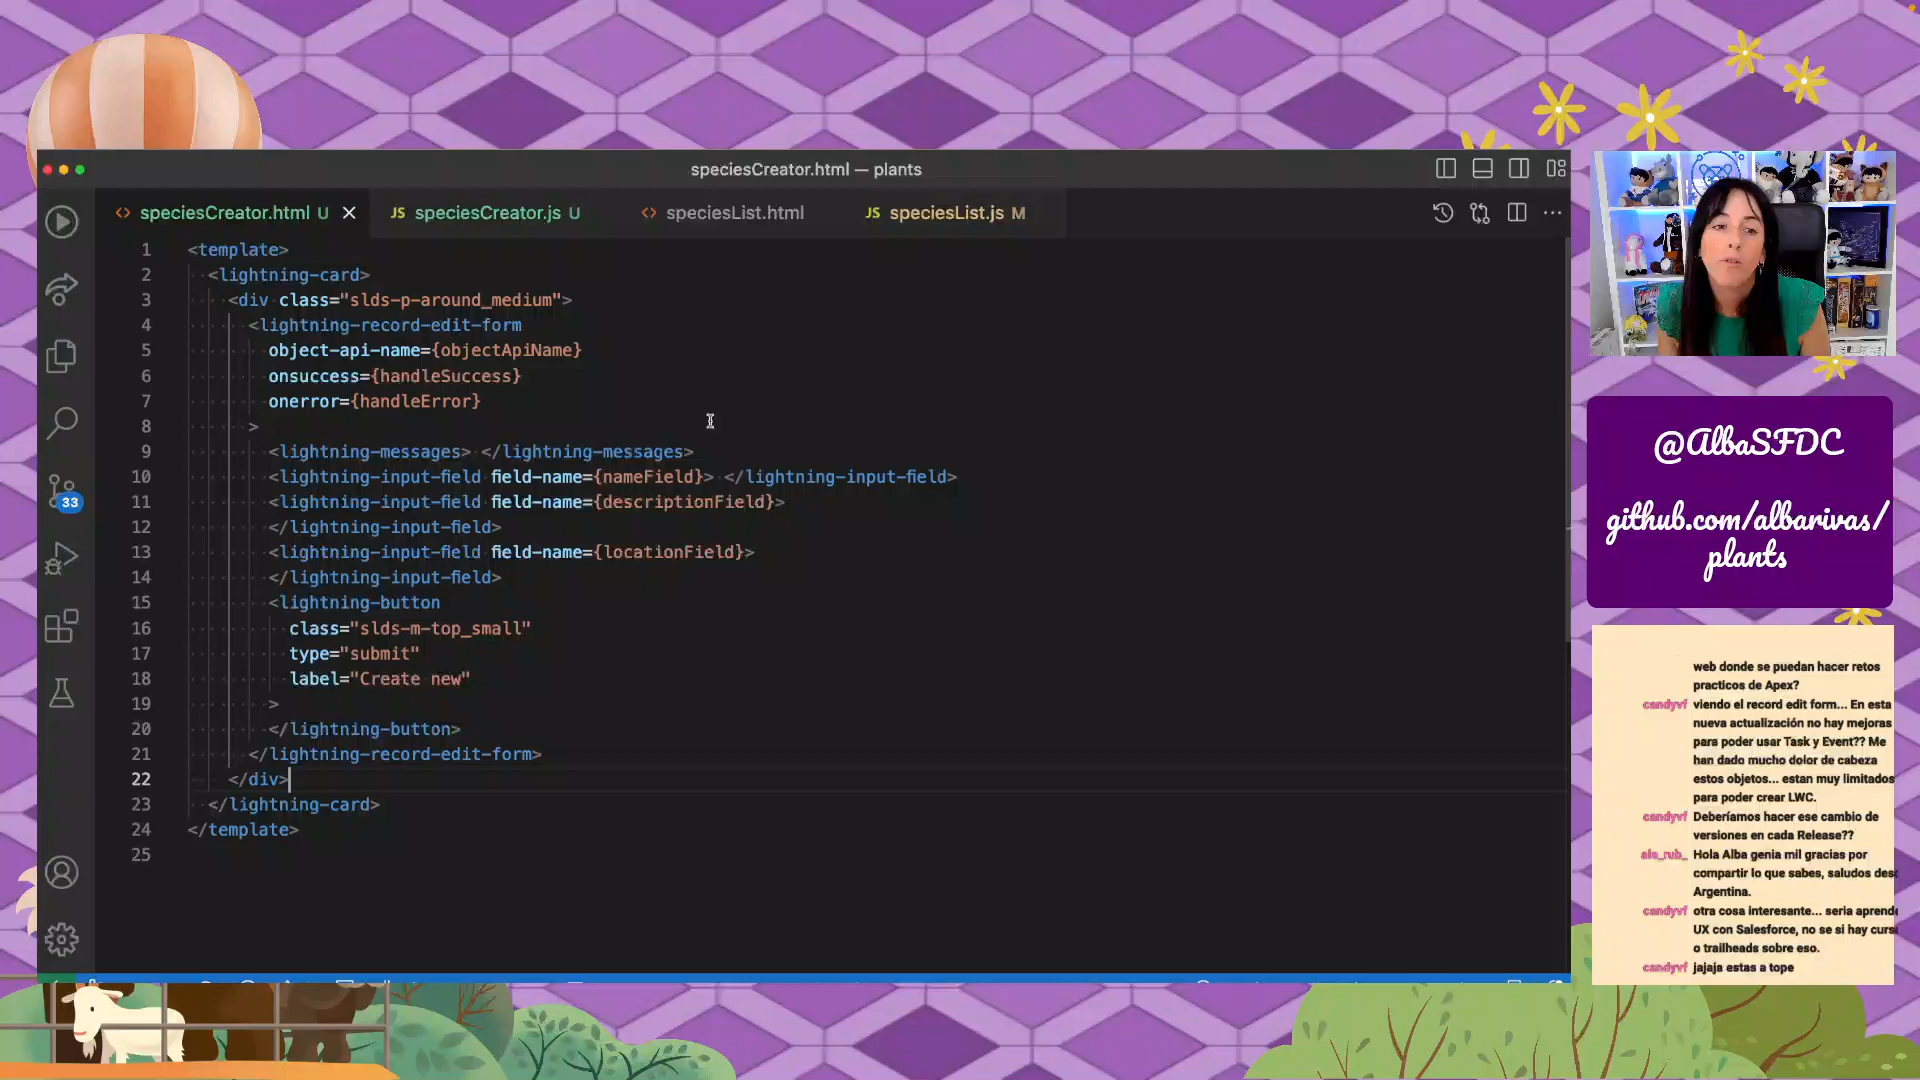 speciesCreator.html — plants
speciesCreator.html U
JS speciesCreator.js U
speciesList.html
JS speciesList.js M
1 <template>
2 <lightning-card>
3 <div class="slds-p-around_medium">
4 <lightning-record-edit-form
5 object-api-name={objectApiName}
6 onsuccess={handleSuccess}
7 onerror={handleError}
8 >
9 <lightning-messages> </lightning-messages>
10 <lightning-input-field field-name={nameField}> </lightning-input-field>
11 <lightning-input-field field-name={descriptionField}>
12 </lightning-input-field>
13 <lightning-input-field field-name={locationField}>
14 </lightning-input-field>
15 <lightning-button
16 class="slds-m-top_small"
17 type="submit"
18 label="Create new"
19 >
20 </lightning-button>
21 </lightning-record-edit-form>
22 </div>
23 </lightning-card>
24 </template>
25
33
@AlbaSFDC
github.com/albarivas/
plants
web donde se puedan hacer retos
practicos de Apex?
candyvf viendo el record edit form... En esta
nueva actualización no hay mejoras
para poder usar Task y Event?? Me
han dado mucho dolor de cabeza
estos objetos... estan muy limitados
para poder crear LWC.
candyvf Deberíamos hacer ese cambio de
versiones en cada Release??
ale_rub_ Hola Alba genia mil gracias por
compartir lo que sabes, saludos des
Argentina.
candyvf otra cosa interesante... seria aprend
UX con Salesforce, no se si hay curs
o trailheads sobre eso.
candyvf jajaja estas a tope